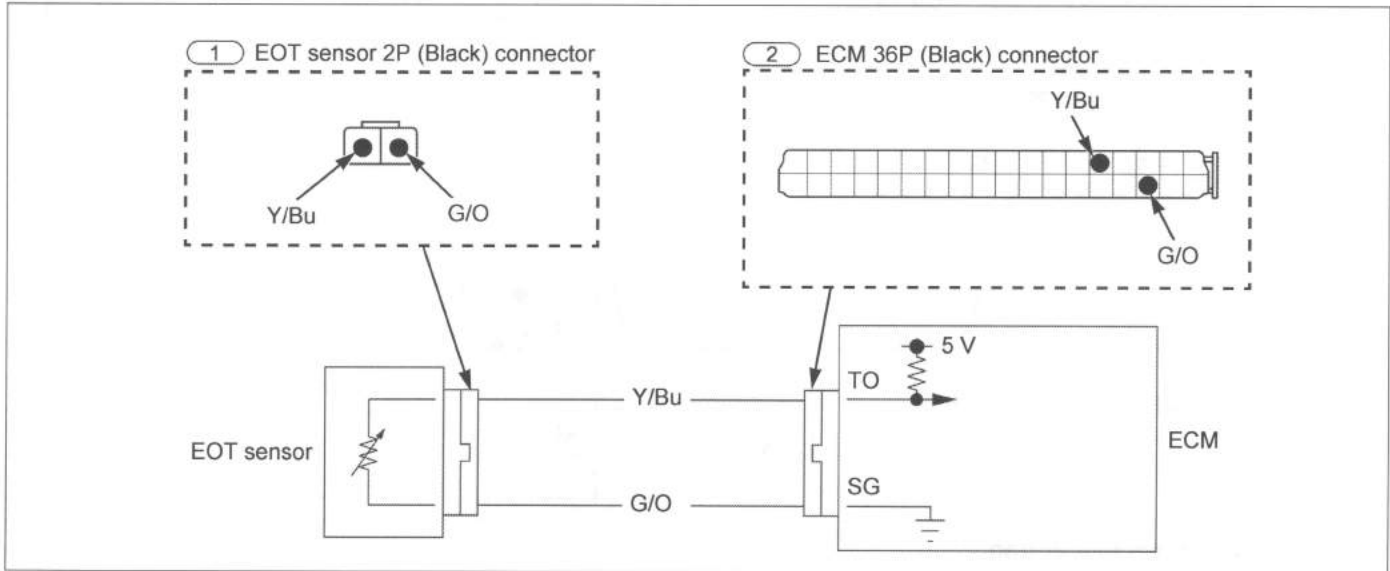 1 EOT sensor 2P (Black) connector
2 ECM 36P (Black) connector
Y/Bu
G/O
Y/Bu
G/O
5 V
TO
Y/Bu
EOT sensor
ECM
SG
G/O